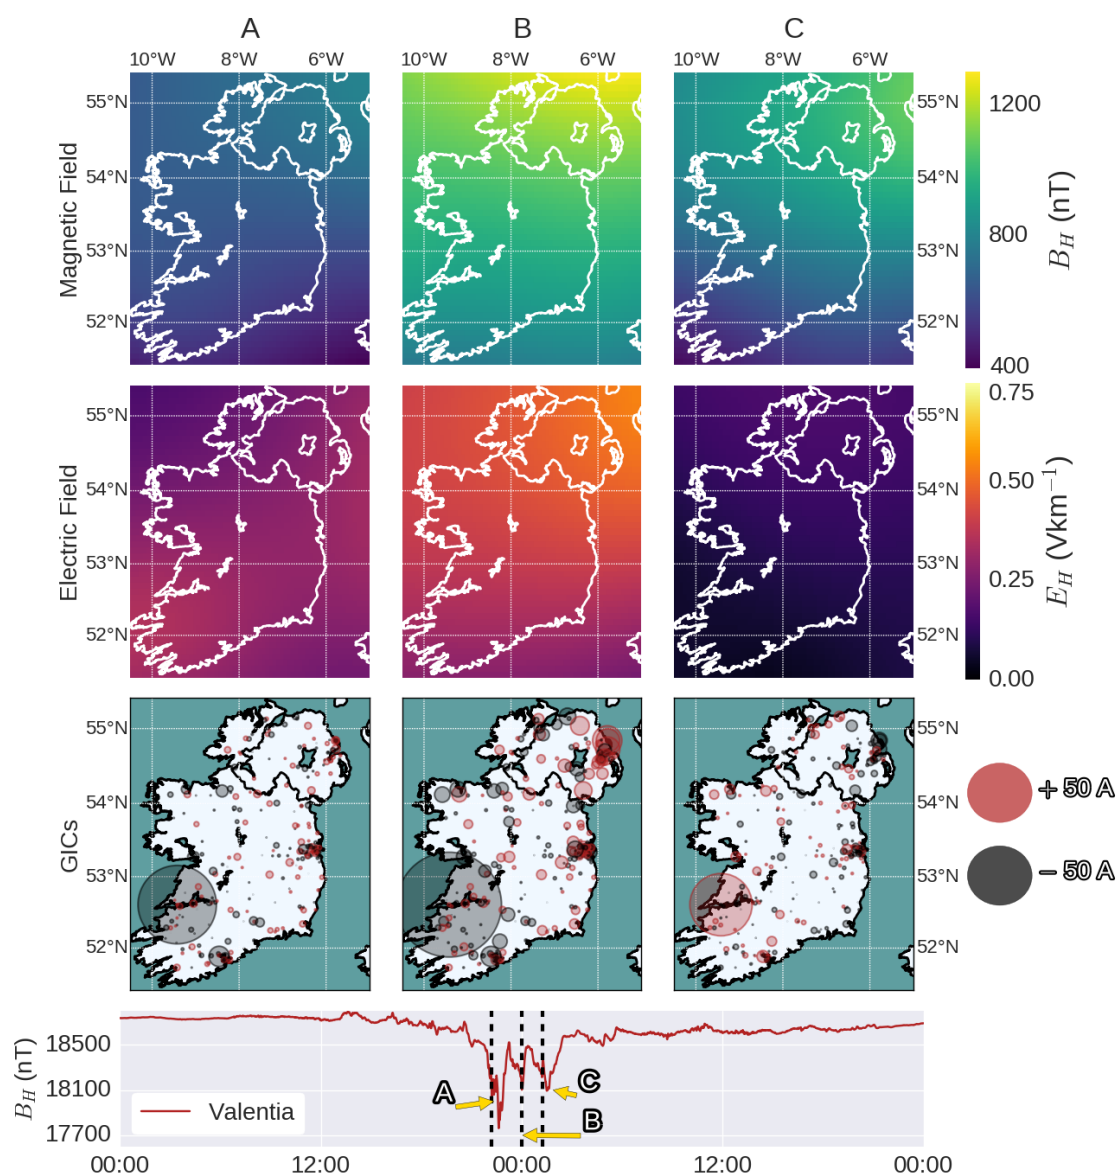 A B C
10°W 8°W 6°W 10°W 8°W 6°W 10°W 8°W 6°W
Magnetic Field
55°N 55°N
54°N 54°N
53°N 53°N
52°N 52°N
1200
800
400
B_H (nT)
Electric Field
55°N 55°N
54°N 54°N
53°N 53°N
52°N 52°N
0.75
0.50
0.25
0.00
E_H (Vkm⁻¹)
GICs
55°N 55°N
54°N 54°N
53°N 53°N
52°N 52°N
+ 50 A
− 50 A
B_H (nT)
18500
18100
17700
A
B
C
Valentia
00:00 12:00 00:00 12:00 00:00